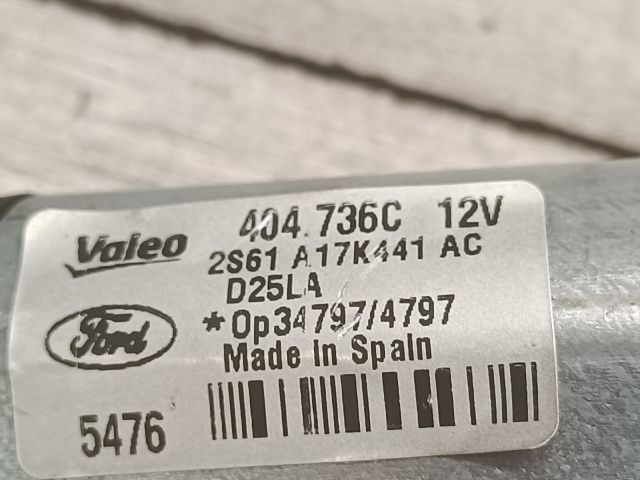 Valeo 404.736C 12V
2S61 A17K441 AC
D25LA
Ford *Op34797/4797
Made in Spain
5476